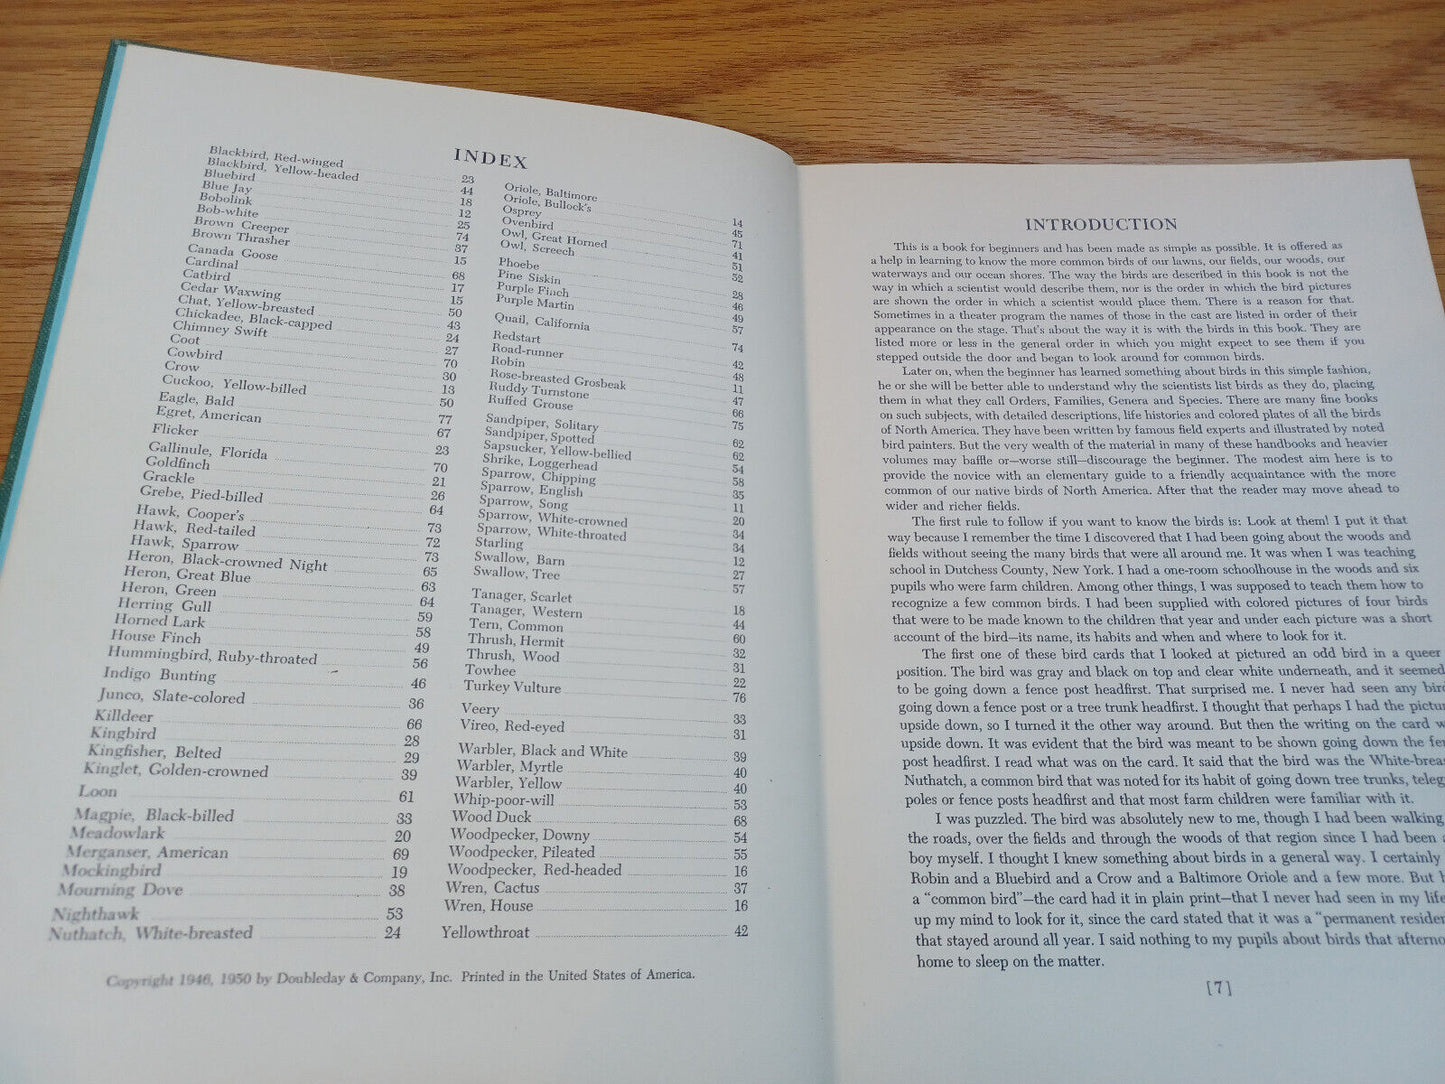 INDEX
Blackbird, Red-winged 23
Blackbird, Yellow-headed 44
Bluebird 18
Blue Jay 12
Bobolink 25
Bob-white 74
Brown Creeper 37
Brown Thrasher 15
Canada Goose 68
Cardinal 17
Catbird 15
Cedar Waxwing 50
Chat, Yellow-breasted 43
Chickadee, Black-capped 24
Chimney Swift 27
Coot 70
Cowbird 30
Crow 13
Cuckoo, Yellow-billed 50
Eagle, Bald 77
Egret, American 67
Flicker 23
Gallinule, Florida 70
Goldfinch 21
Grackle 26
Grebe, Pied-billed 64
Hawk, Cooper's 73
Hawk, Red-tailed 72
Hawk, Sparrow 73
Heron, Black-crowned Night 65
Heron, Great Blue 63
Heron, Green 64
Herring Gull 59
Horned Lark 58
House Finch 49
Hummingbird, Ruby-throated 56
Indigo Bunting 46
Junco, Slate-colored 36
Killdeer 66
Kingbird 28
Kingfisher, Belted 29
Kinglet, Golden-crowned 39
Loon 61
Magpie, Black-billed 33
Meadowlark 20
Merganser, American 69
Mockingbird 19
Mourning Dove 38
Nighthawk 53
Nuthatch, White-breasted 24
Oriole, Baltimore 14
Oriole, Bullock's 45
Osprey 71
Ovenbird 41
Owl, Great Horned 51
Owl, Screech 52
Phoebe 28
Pine Siskin 46
Purple Finch 49
Purple Martin 57
Quail, California 74
Redstart 42
Road-runner 48
Robin 11
Rose-breasted Grosbeak 47
Ruddy Turnstone 66
Ruffed Grouse 75
Sandpiper, Solitary 62
Sandpiper, Spotted 62
Sapsucker, Yellow-bellied 54
Shrike, Loggerhead 58
Sparrow, Chipping 35
Sparrow, English 11
Sparrow, Song 20
Sparrow, White-crowned 34
Sparrow, White-throated 34
Starling 12
Swallow, Barn 27
Swallow, Tree 57
Tanager, Scarlet 18
Tanager, Western 44
Tern, Common 60
Thrush, Hermit 32
Thrush, Wood 31
Towhee 22
Turkey Vulture 76
Veery 33
Vireo, Red-eyed 31
Warbler, Black and White 39
Warbler, Myrtle 40
Warbler, Yellow 40
Whip-poor-will 53
Wood Duck 68
Woodpecker, Downy 54
Woodpecker, Pileated 55
Woodpecker, Red-headed 16
Wren, Cactus 37
Wren, House 16
Yellowthroat 42
Copyright 1946, 1950 by Doubleday & Company, Inc. Printed in the United States of America.
INTRODUCTION
This is a book for beginners and has been made as simple as possible. It is offered as
a help in learning to know the more common birds of our lawns, our fields, our woods, our
waterways and our ocean shores. The way the birds are described in this book is not the
way in which a scientist would describe them, nor is the order in which the bird pictures
are shown the order in which a scientist would place them. There is a reason for that.
Sometimes in a theater program the names of those in the cast are listed in order of their
appearance on the stage. That's about the way it is with the birds in this book. They are
listed more or less in the general order in which you might expect to see them if you
stepped outside the door and began to look around for common birds.
Later on, when the beginner has learned something about birds in this simple fashion,
he or she will be better able to understand why the scientists list birds as they do, placing
them in what they call Orders, Families, Genera and Species. There are many fine books
on such subjects, with detailed descriptions, life histories and colored plates of all the birds
of North America. They have been written by famous field experts and illustrated by noted
bird painters. But the very wealth of the material in many of these handbooks and heavier
volumes may baffle or—worse still—discourage the beginner. The modest aim here is to
provide the novice with an elementary guide to a friendly acquaintance with the more
common of our native birds of North America. After that the reader may move ahead to
wider and richer fields.
The first rule to follow if you want to know the birds is: Look at them! I put it that
way because I remember the time I discovered that I had been going about the woods and
fields without seeing the many birds that were all around me. It was when I was teaching
school in Dutchess County, New York. I had a one-room schoolhouse in the woods and six
pupils who were farm children. Among other things, I was supposed to teach them how to
recognize a few common birds. I had been supplied with colored pictures of four birds
that were to be made known to the children that year and under each picture was a short
account of the bird—its name, its habits and when and where to look for it.
The first one of these bird cards that I looked at pictured an odd bird in a queer
position. The bird was gray and black on top and clear white underneath, and it seemed
to be going down a fence post headfirst. That surprised me. I never had seen any bird
going down a fence post or a tree trunk headfirst. I thought that perhaps I had the pictu
upside down, so I turned it the other way around. But then the writing on the card w
upside down. It was evident that the bird was meant to be shown going down the fe
post headfirst. I read what was on the card. It said that the bird was the White-breas
Nuthatch, a common bird that was noted for its habit of going down tree trunks, teleg
poles or fence posts headfirst and that most farm children were familiar with it.
I was puzzled. The bird was absolutely new to me, though I had been walking
the roads, over the fields and through the woods of that region since I had been a
boy myself. I thought I knew something about birds in a general way. I certainly
Robin and a Bluebird and a Crow and a Baltimore Oriole and a few more. But
a “common bird”—the card had it in plain print—that I never had seen in my life
up my mind to look for it, since the card stated that it was a “permanent resider
that stayed around all year. I said nothing to my pupils about birds that afterno
home to sleep on the matter.
[7]